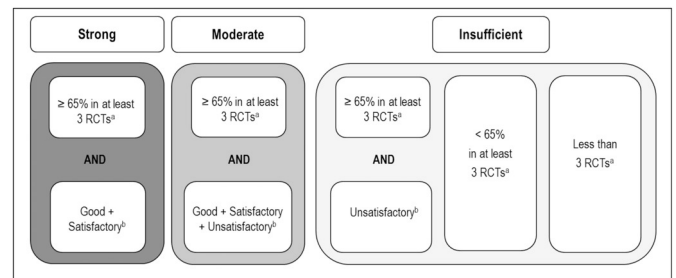 Strong
Moderate
Insufficient
≥ 65% in at least
3 RCTsᵃ
AND
Good +
Satisfactoryᵇ
≥ 65% in at least
3 RCTsᵃ
AND
Good + Satisfactory
+ Unsatisfactoryᵇ
≥ 65% in at least
3 RCTsᵃ
AND
Unsatisfactoryᵇ
< 65%
in at least
3 RCTsᵃ
Less than
3 RCTsᵃ